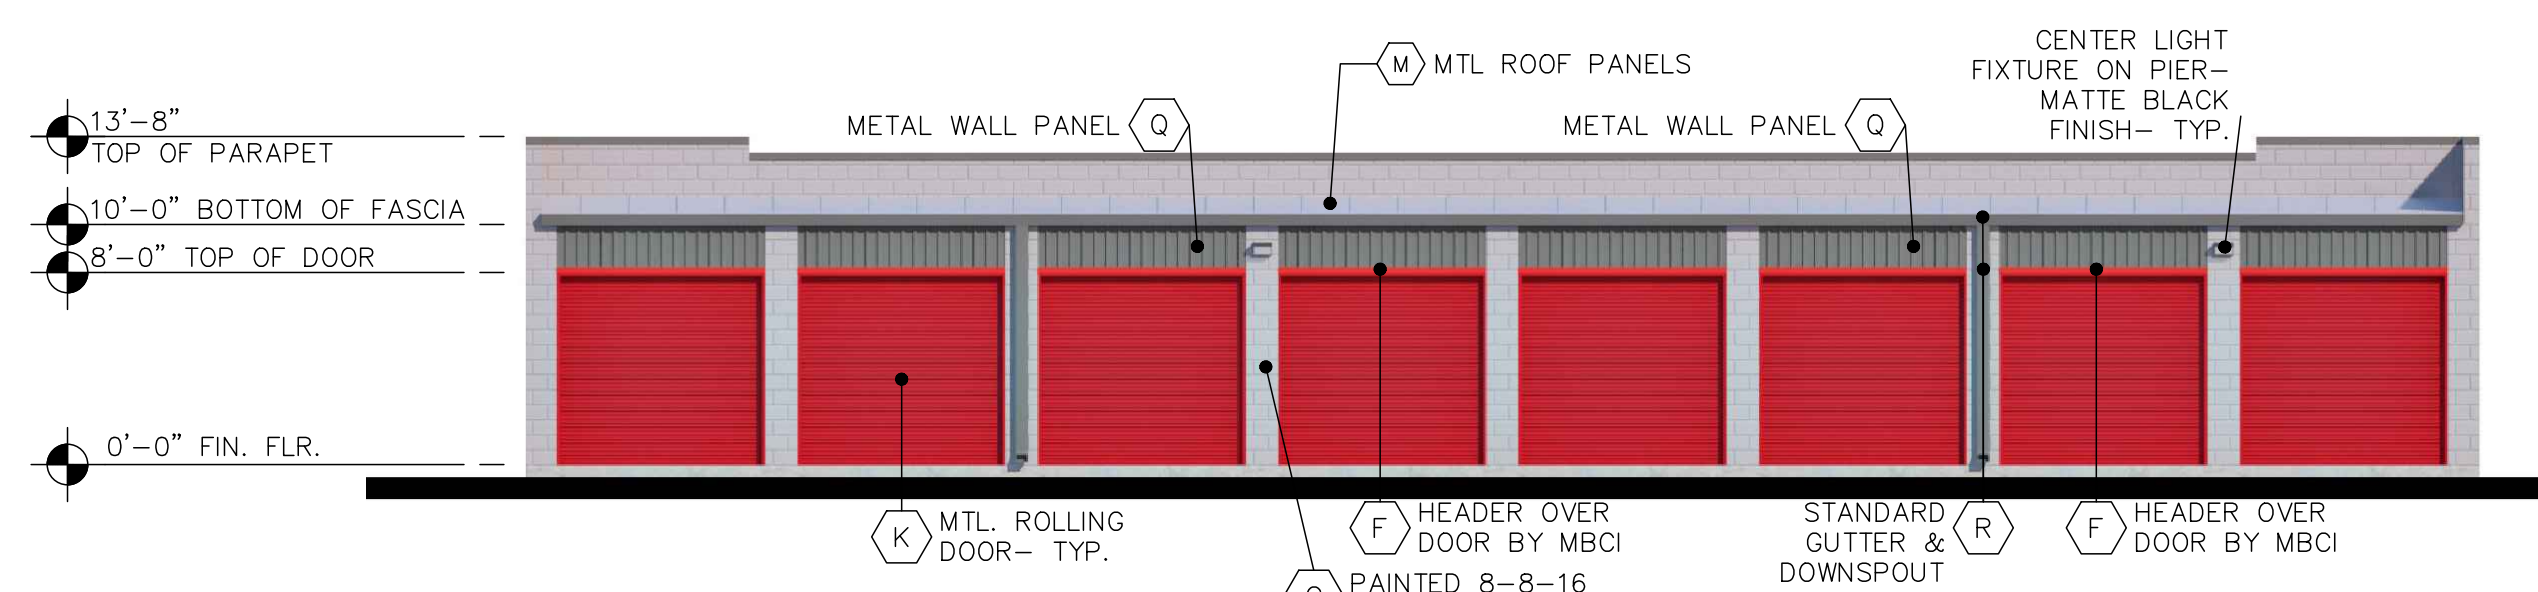 CENTER LIGHT
FIXTURE ON PIER-
MATTE BLACK
FINISH- TYP.
M MTL ROOF PANELS
METAL WALL PANEL Q
METAL WALL PANEL Q
13'-8"
TOP OF PARAPET
10'-0" BOTTOM OF FASCIA
8'-0" TOP OF DOOR
0'-0" FIN. FLR.
K MTL. ROLLING
DOOR- TYP.
F HEADER OVER
DOOR BY MBCI
STANDARD R
GUTTER &
DOWNSPOUT
F HEADER OVER
DOOR BY MBCI
PAINTED 8-8-16